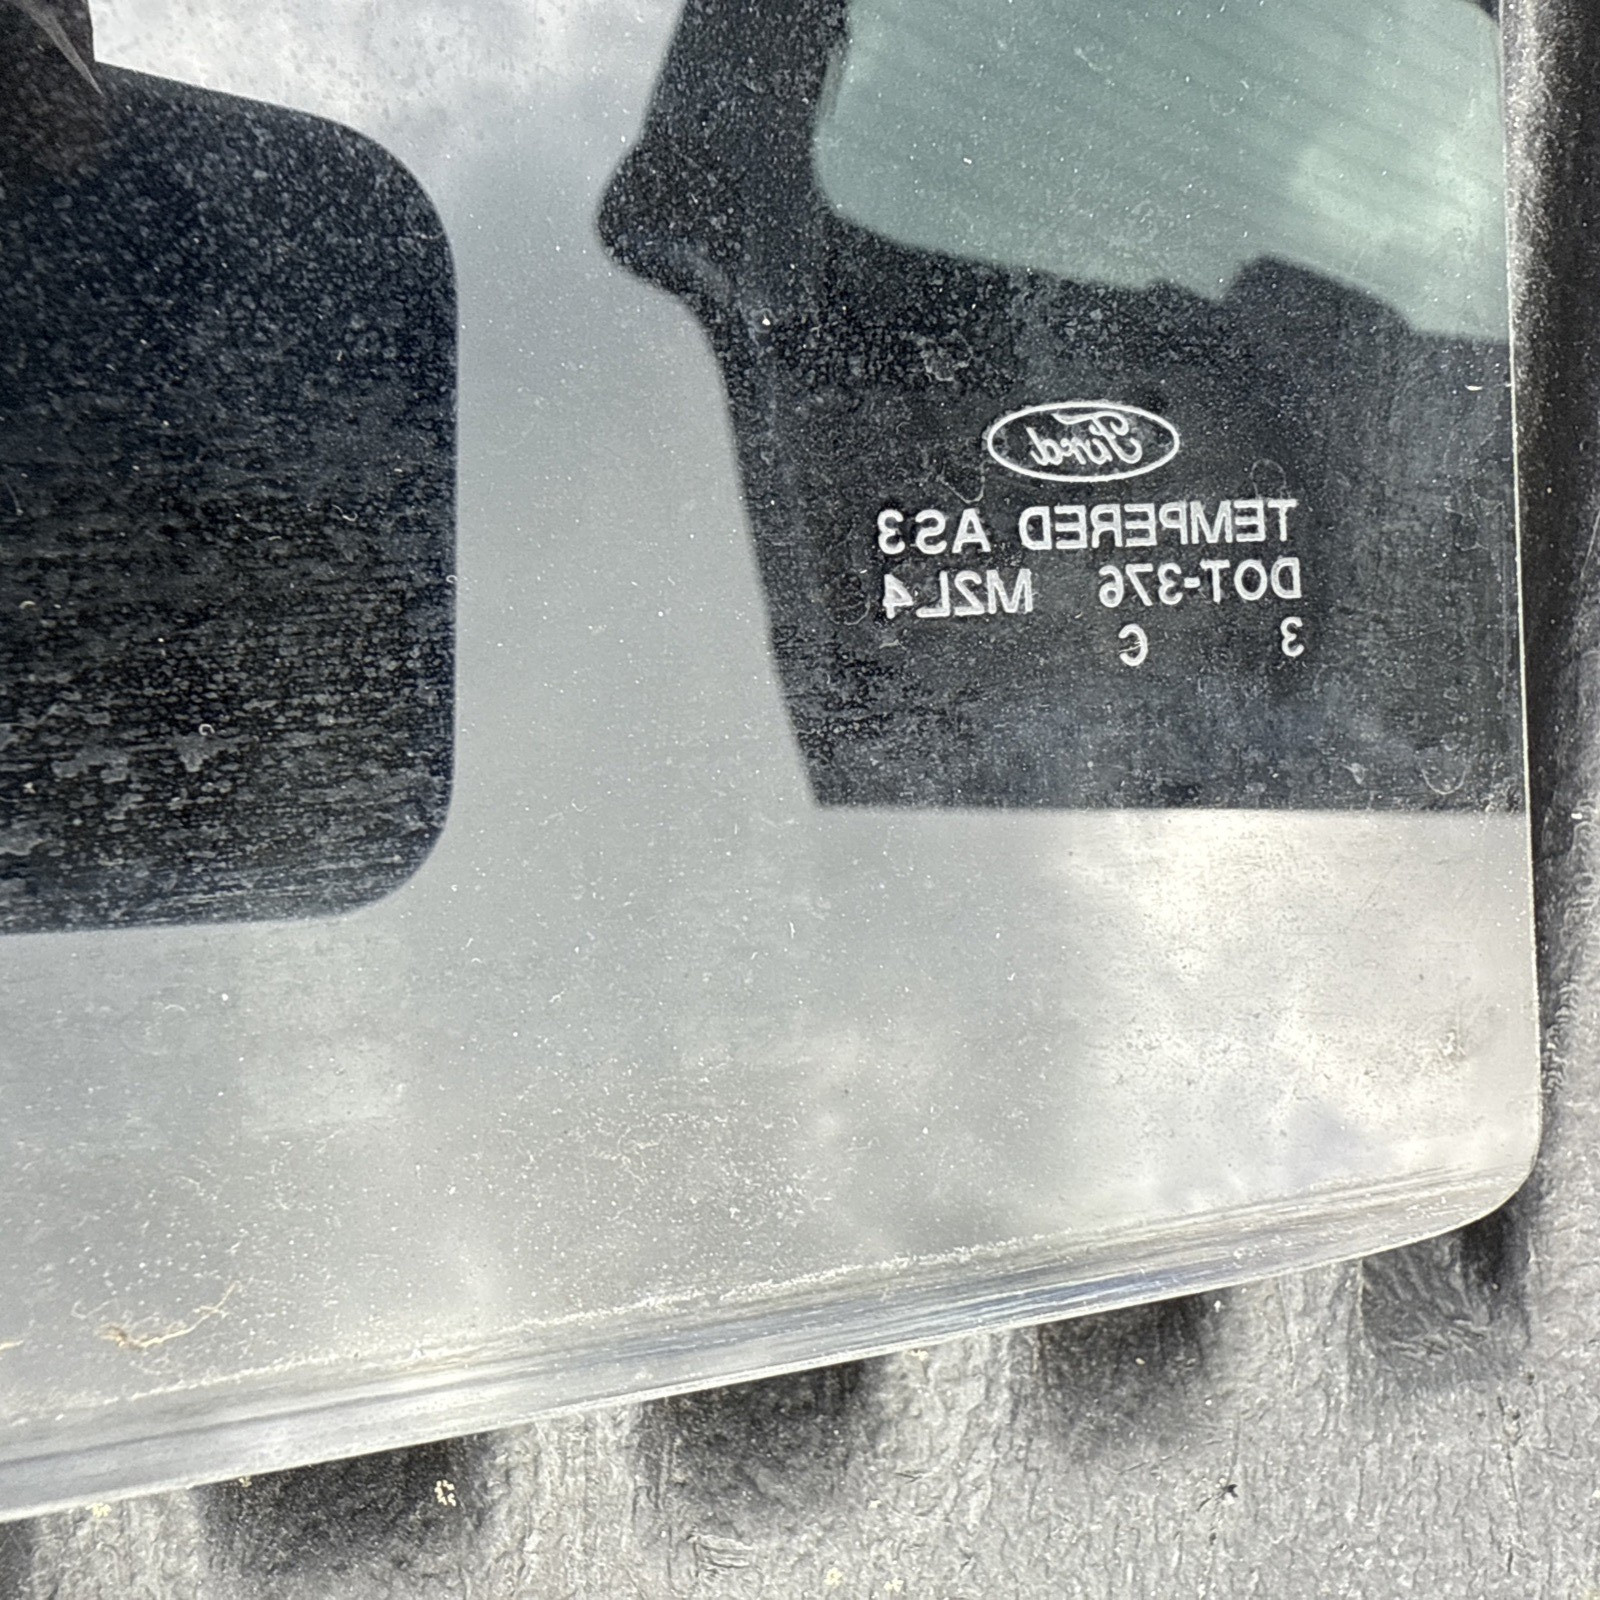 Ford
TEMPERED AS3
DOT-376 M2L4
3 C